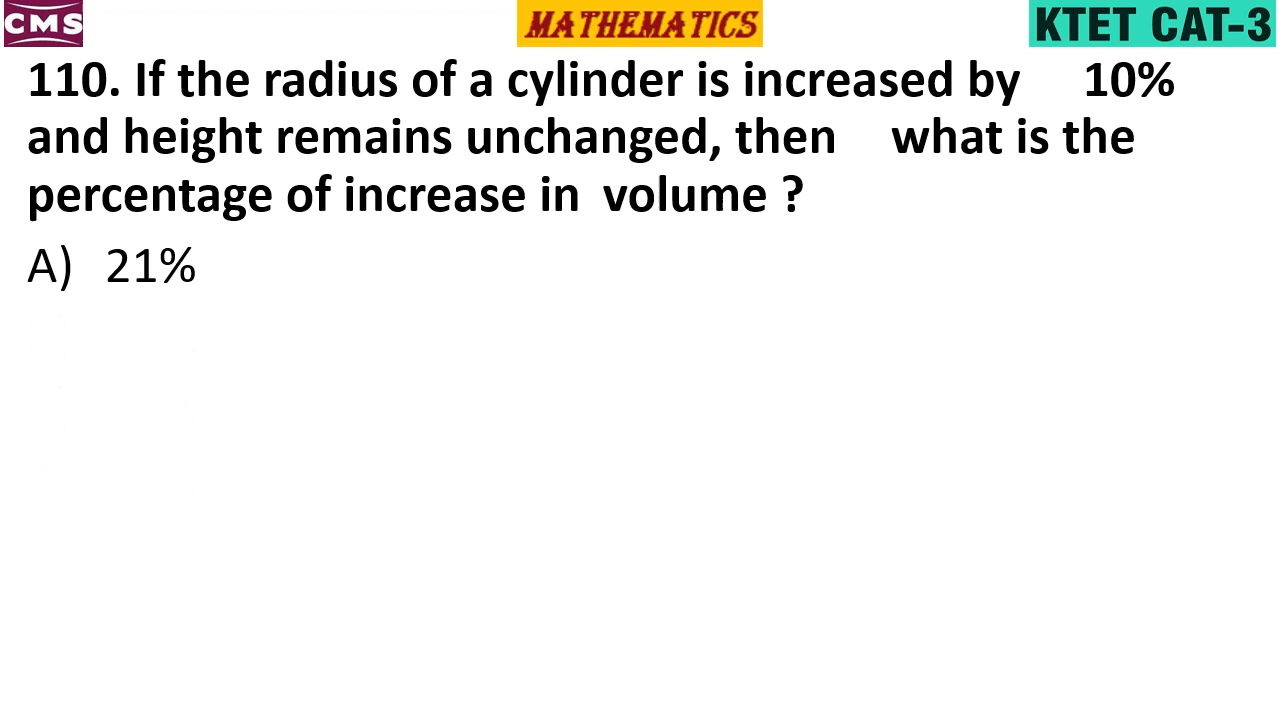 CMS
MATHEMATICS
KTET CAT-3
110. If the radius of a cylinder is increased by 10%
and height remains unchanged, then what is the
percentage of increase in volume ?
A) 21%